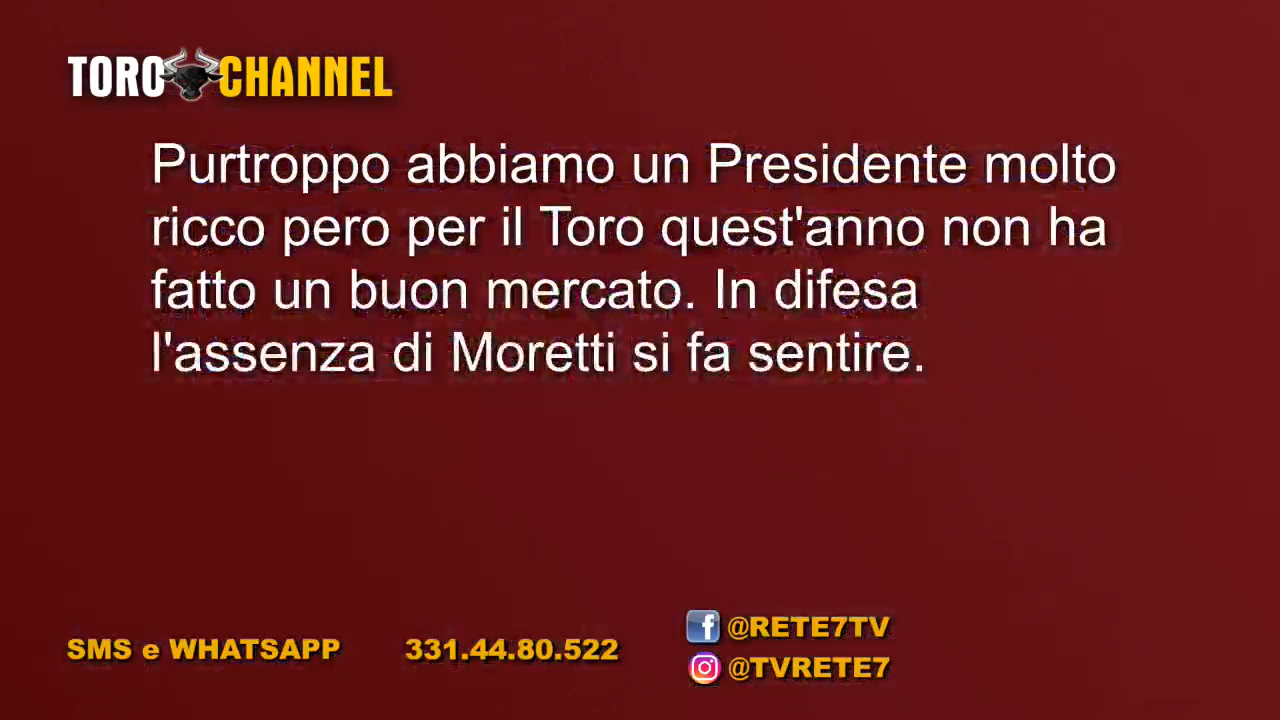 TORO CHANNEL
Purtroppo abbiamo un Presidente molto
ricco pero per il Toro quest'anno non ha
fatto un buon mercato. In difesa
l'assenza di Moretti si fa sentire.
SMS e WHATSAPP 331.44.80.522
@RETE7TV
@TVRETE7